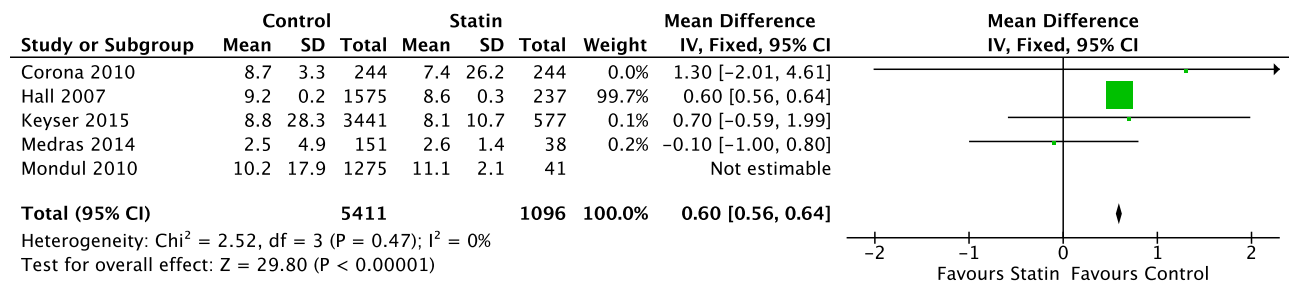 Control Statin Mean Difference Mean Difference
Study or Subgroup Mean SD Total Mean SD Total Weight IV, Fixed, 95% CI IV, Fixed, 95% CI
Corona 2010 8.7 3.3 244 7.4 26.2 244 0.0% 1.30 [−2.01, 4.61]
Hall 2007 9.2 0.2 1575 8.6 0.3 237 99.7% 0.60 [0.56, 0.64]
Keyser 2015 8.8 28.3 3441 8.1 10.7 577 0.1% 0.70 [−0.59, 1.99]
Medras 2014 2.5 4.9 151 2.6 1.4 38 0.2% −0.10 [−1.00, 0.80]
Mondul 2010 10.2 17.9 1275 11.1 2.1 41 Not estimable
Total (95% CI) 5411 1096 100.0% 0.60 [0.56, 0.64]
Heterogeneity: Chi² = 2.52, df = 3 (P = 0.47); I² = 0%
Test for overall effect: Z = 29.80 (P < 0.00001)
−2 −1 0 1 2
Favours Statin Favours Control